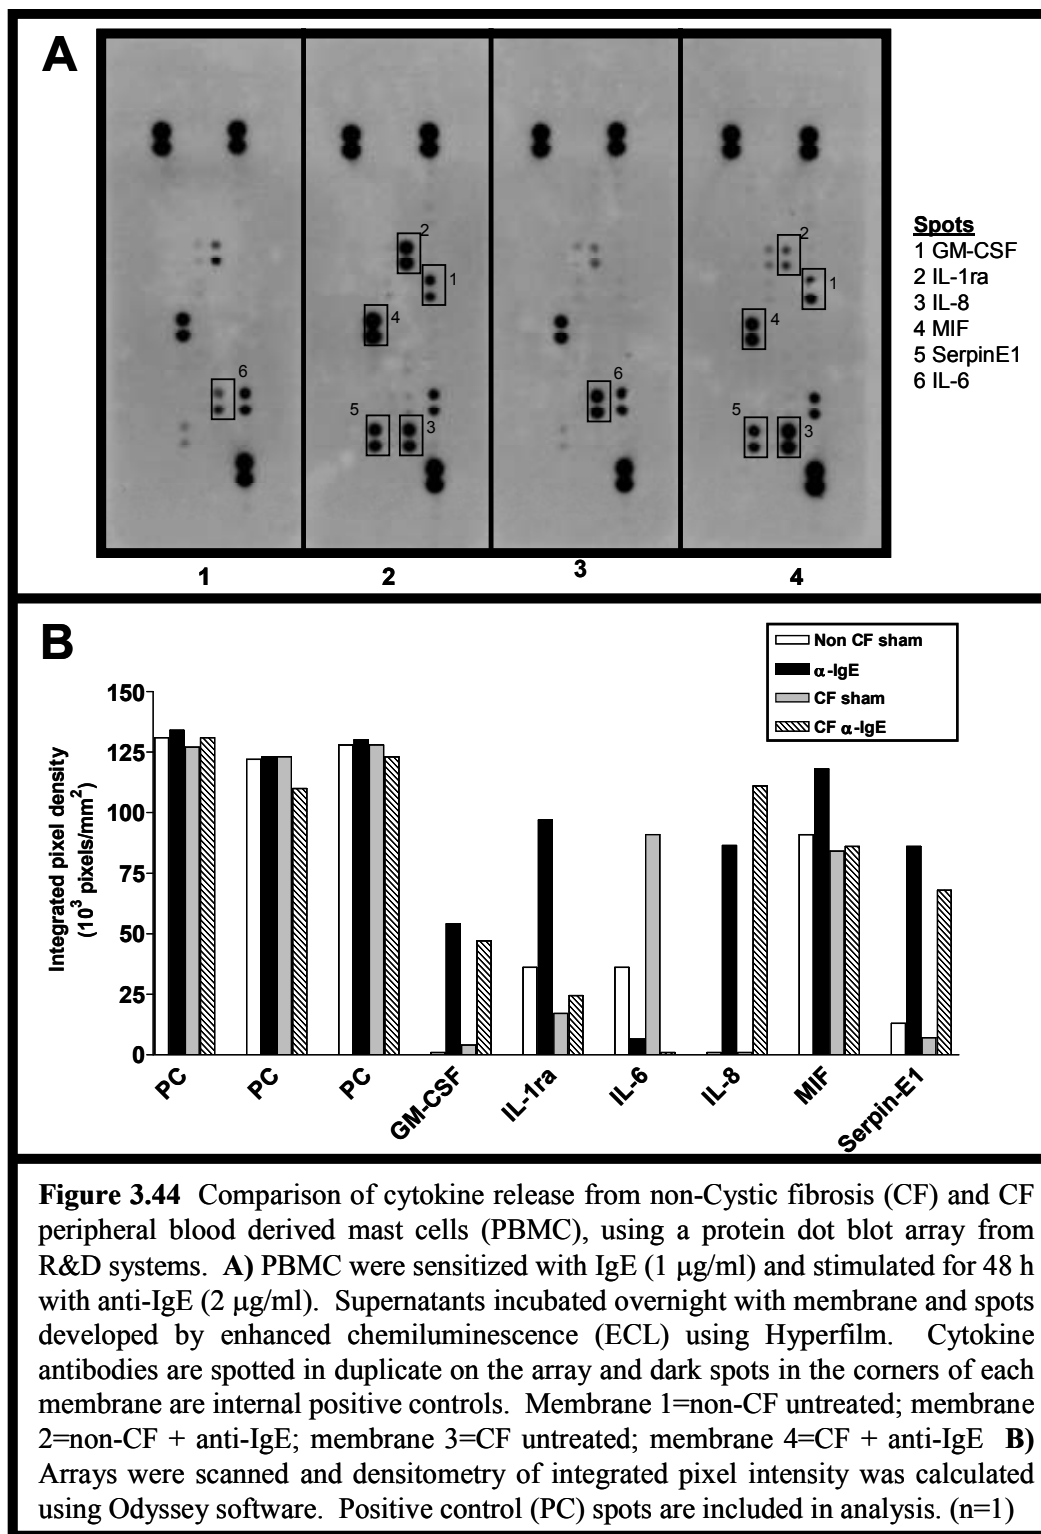 A
2
1
4
6
5
3
6
2
1
4
5
3
Spots
1 GM-CSF
2 IL-1ra
3 IL-8
4 MIF
5 SerpinE1
6 IL-6
1
2
3
4
B
Non CF sham
α-IgE
CF sham
CF α-IgE
Integrated pixel density
(10³ pixels/mm²)
150
125
100
75
50
25
0
PC
PC
PC
GM-CSF
IL-1ra
IL-6
IL-8
MIF
Serpin-E1
Figure 3.44 Comparison of cytokine release from non-Cystic fibrosis (CF) and CF
peripheral blood derived mast cells (PBMC), using a protein dot blot array from
R&D systems. A) PBMC were sensitized with IgE (1 μg/ml) and stimulated for 48 h
with anti-IgE (2 μg/ml). Supernatants incubated overnight with membrane and spots
developed by enhanced chemiluminescence (ECL) using Hyperfilm. Cytokine
antibodies are spotted in duplicate on the array and dark spots in the corners of each
membrane are internal positive controls. Membrane 1=non-CF untreated; membrane
2=non-CF + anti-IgE; membrane 3=CF untreated; membrane 4=CF + anti-IgE B)
Arrays were scanned and densitometry of integrated pixel intensity was calculated
using Odyssey software. Positive control (PC) spots are included in analysis. (n=1)